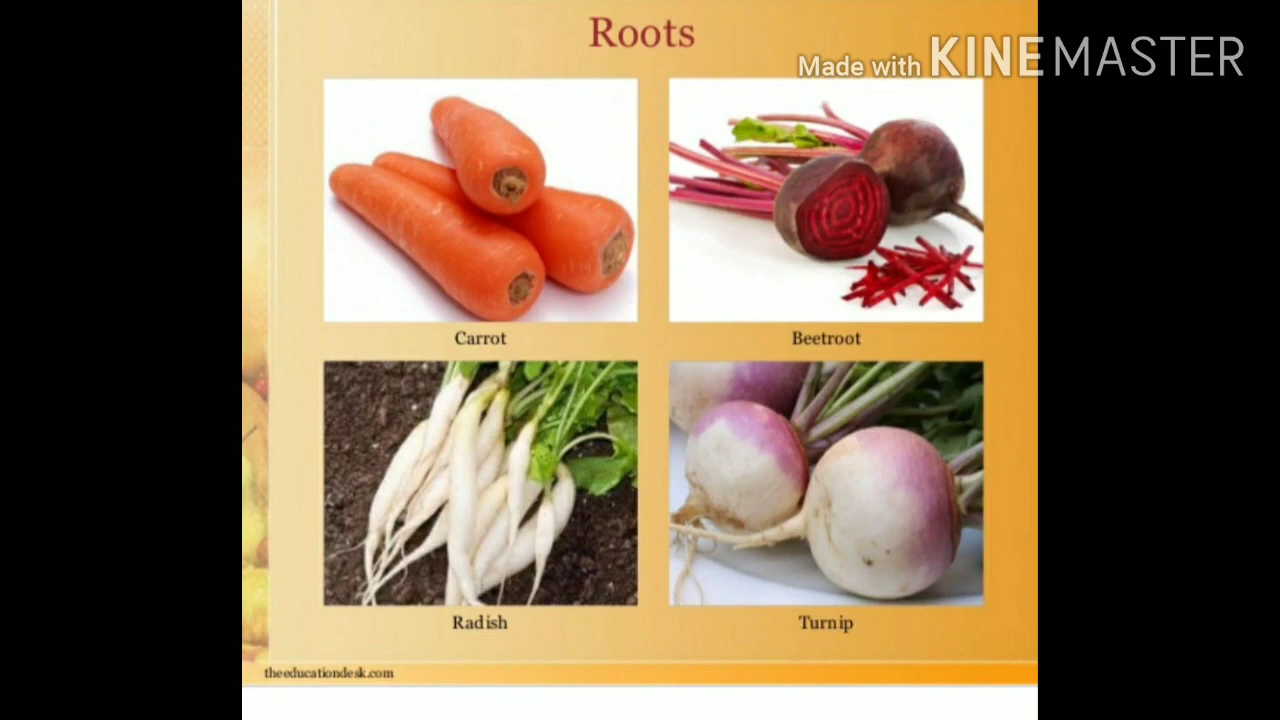 Roots
Made with KINEMASTER
Carrot
Beetroot
Radish
Turnip
theeducationdesk.com